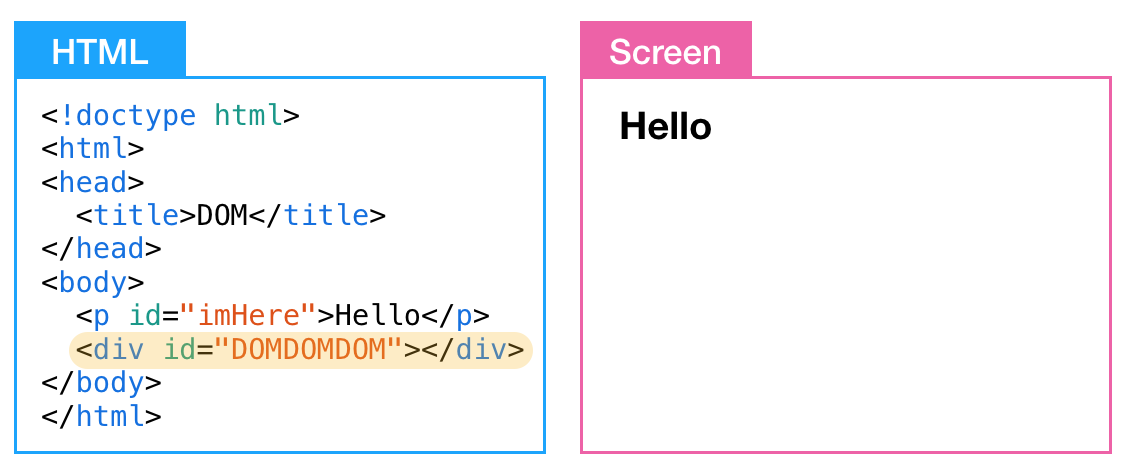 HTML
<!doctype html>
<html>
<head>
  <title>DOM</title>
</head>
<body>
  <p id="imHere">Hello</p>
  <div id="DOMDOMDOM"></div>
</body>
</html>
Screen
Hello